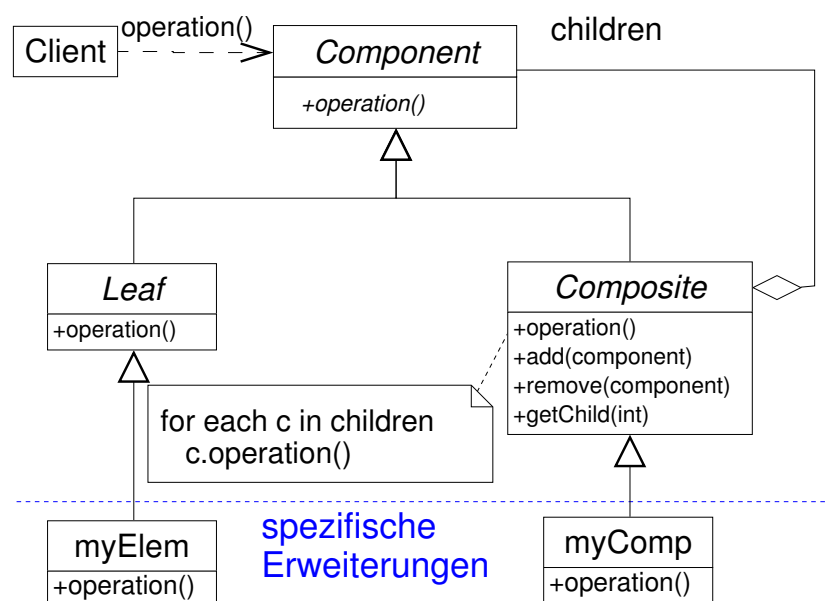 operation()
children
Client
Component
+operation()
Leaf
+operation()
Composite
+operation()
+add(component)
+remove(component)
+getChild(int)
for each c in children
c.operation()
spezifische
Erweiterungen
myElem
+operation()
myComp
+operation()